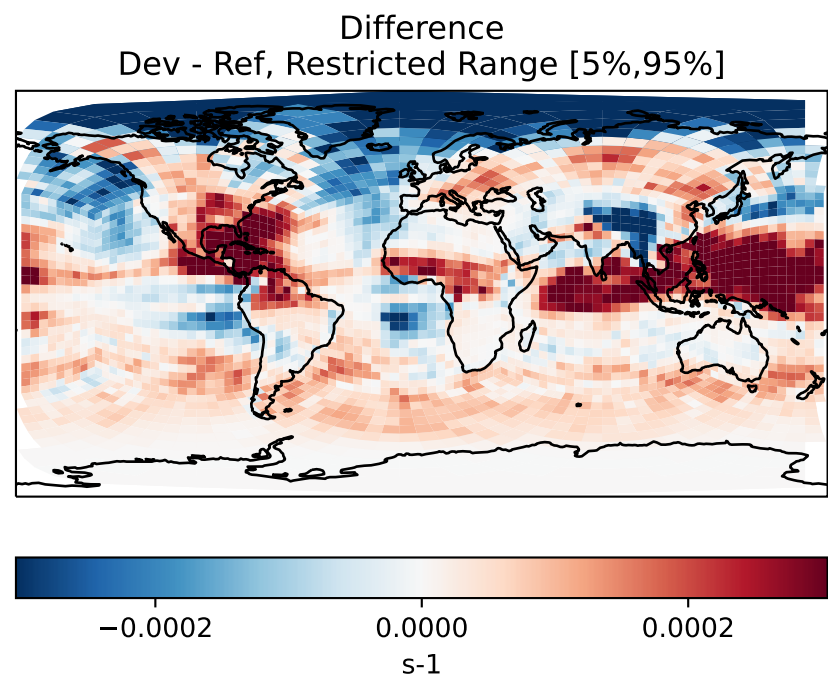 Difference
Dev - Ref, Restricted Range [5%,95%]
−0.0002 0.0000 0.0002
s-1